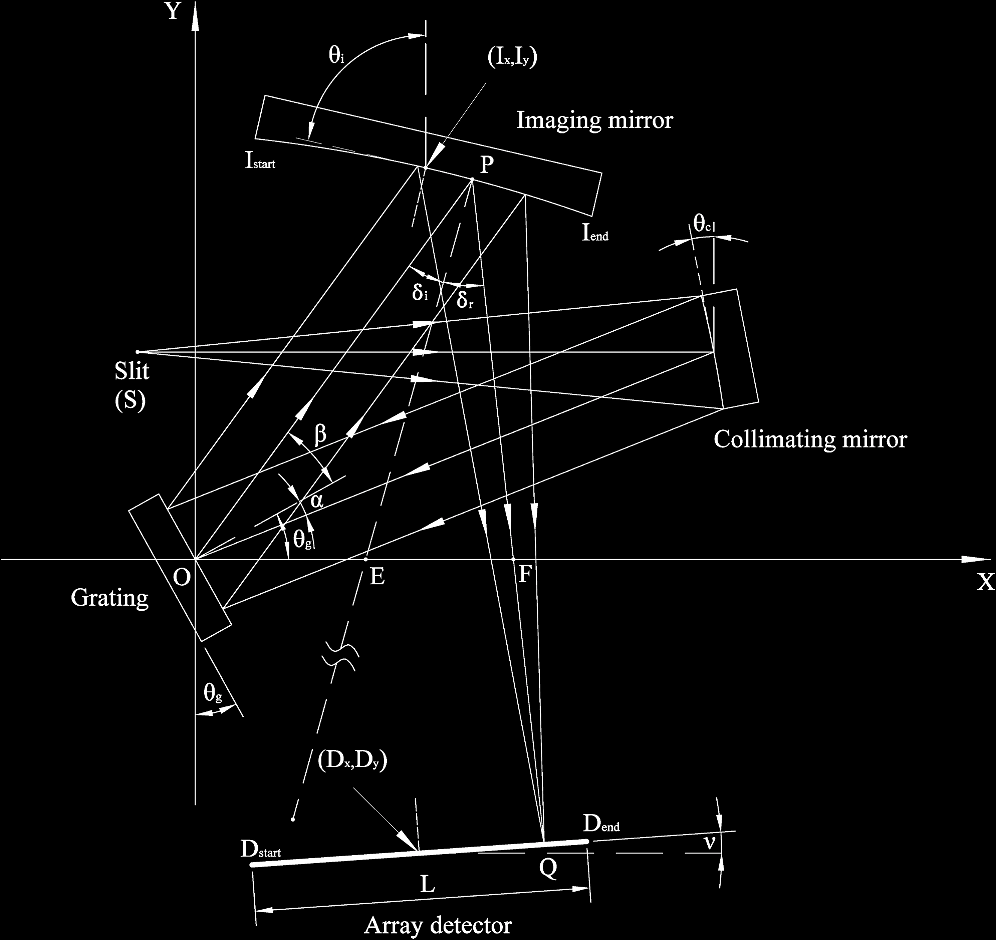 Y
θi
(Ix,Iy)
Imaging mirror
Istart
P
Iend
θcl
δi
δr
Slit
(S)
Collimating mirror
β
α
θg
O
E
F
X
Grating
θg
(Dx,Dy)
Dstart
Dend
ν
Q
L
Array detector